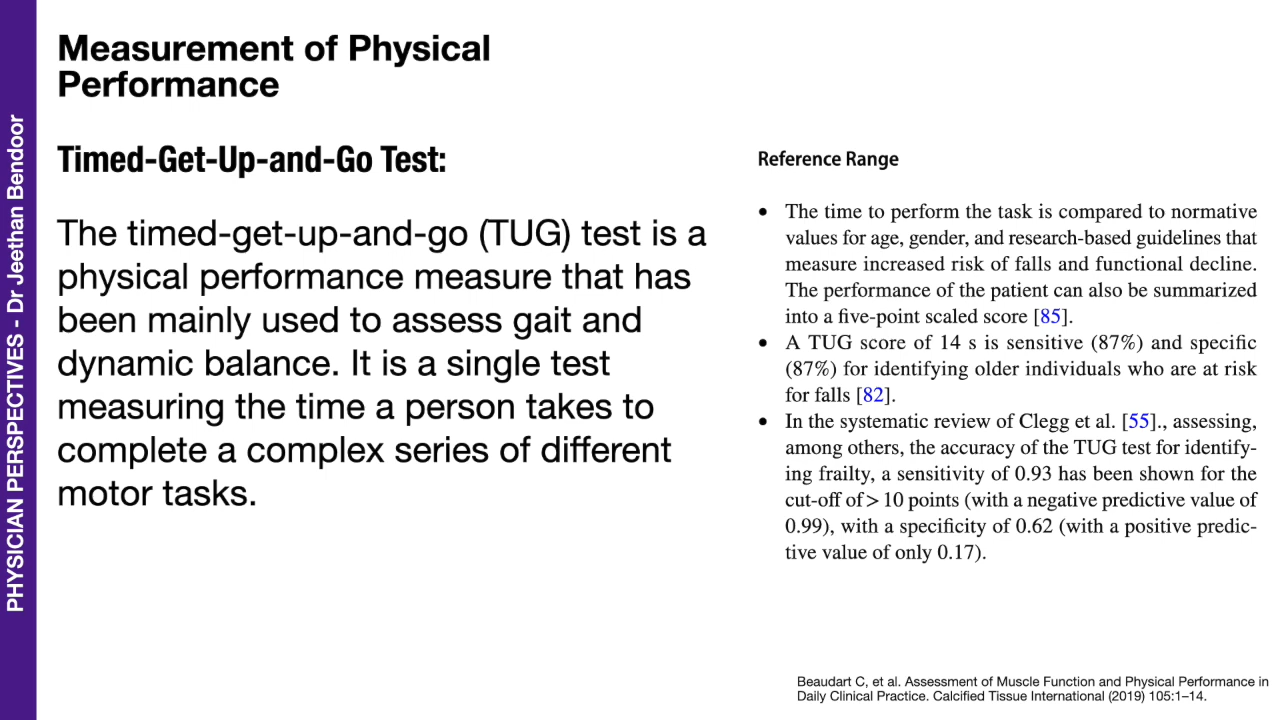 PHYSICIAN PERSPECTIVES - Dr Jeethan Bendoor
Measurement of Physical
Performance
Timed-Get-Up-and-Go Test:
The timed-get-up-and-go (TUG) test is a
physical performance measure that has
been mainly used to assess gait and
dynamic balance. It is a single test
measuring the time a person takes to
complete a complex series of different
motor tasks.
Reference Range
• The time to perform the task is compared to normative
values for age, gender, and research-based guidelines that
measure increased risk of falls and functional decline.
The performance of the patient can also be summarized
into a five-point scaled score [85].
• A TUG score of 14 s is sensitive (87%) and specific
(87%) for identifying older individuals who are at risk
for falls [82].
• In the systematic review of Clegg et al. [55]., assessing,
among others, the accuracy of the TUG test for identify-
ing frailty, a sensitivity of 0.93 has been shown for the
cut-off of > 10 points (with a negative predictive value of
0.99), with a specificity of 0.62 (with a positive predic-
tive value of only 0.17).
Beaudart C, et al. Assessment of Muscle Function and Physical Performance in
Daily Clinical Practice. Calcified Tissue International (2019) 105:1–14.